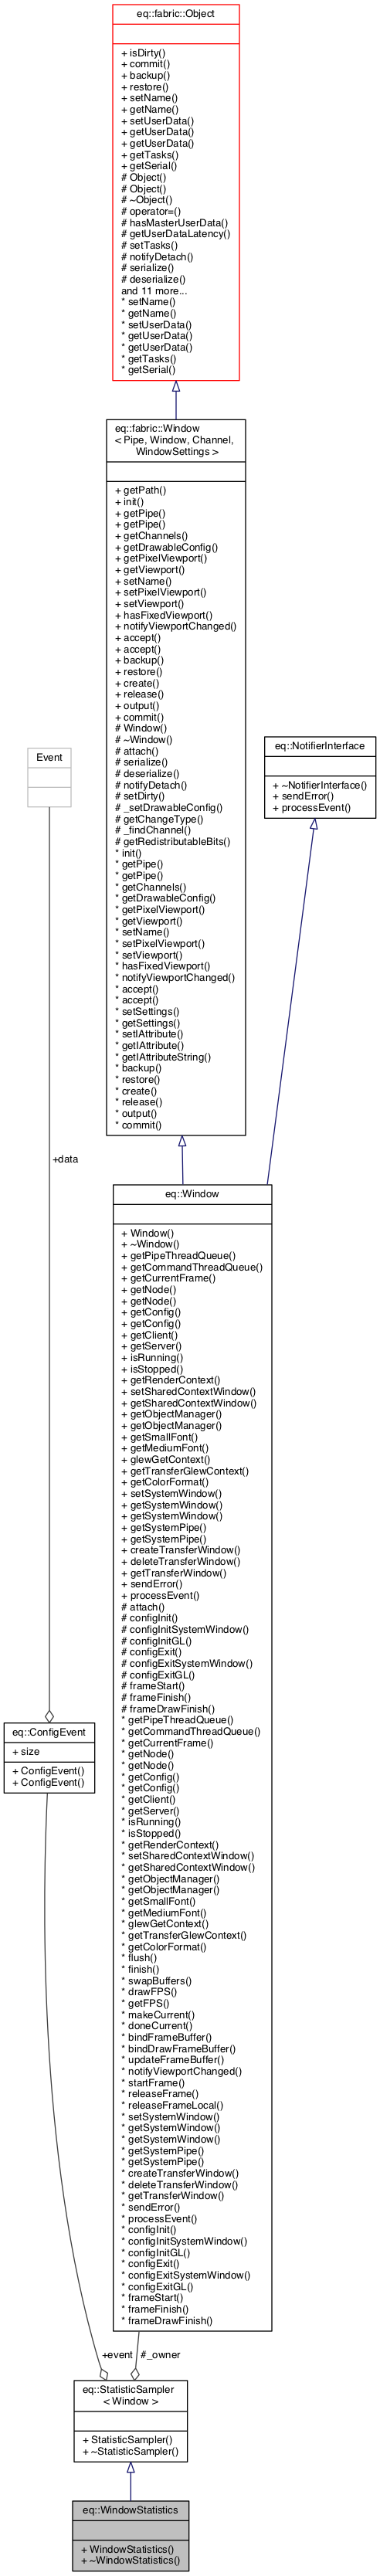 eq::fabric::Object
+ isDirty()
+ commit()
+ backup()
+ restore()
+ setName()
+ getName()
+ setUserData()
+ getUserData()
+ getUserData()
+ getTasks()
+ getSerial()
# Object()
# Object()
# ~Object()
# operator=()
# hasMasterUserData()
# getUserDataLatency()
# setTasks()
# notifyDetach()
# serialize()
# deserialize()
and 11 more...
* setName()
* getName()
* setUserData()
* getUserData()
* getUserData()
* getTasks()
* getSerial()
eq::fabric::Window
< Pipe, Window, Channel,
WindowSettings >
+ getPath()
+ init()
+ getPipe()
+ getPipe()
+ getChannels()
+ getDrawableConfig()
+ getPixelViewport()
+ getViewport()
+ setName()
+ setPixelViewport()
+ setViewport()
+ hasFixedViewport()
+ notifyViewportChanged()
+ accept()
+ accept()
+ backup()
+ restore()
+ create()
+ release()
+ output()
+ commit()
# Window()
# ~Window()
# attach()
# serialize()
# deserialize()
# notifyDetach()
# setDirty()
# _setDrawableConfig()
# getChangeType()
# _findChannel()
# getRedistributableBits()
* init()
* getPipe()
* getPipe()
* getChannels()
* getDrawableConfig()
* getPixelViewport()
* getViewport()
* setName()
* setPixelViewport()
* setViewport()
* hasFixedViewport()
* notifyViewportChanged()
* accept()
* accept()
* setSettings()
* getSettings()
* setIAttribute()
* getIAttribute()
* getIAttributeString()
* backup()
* restore()
* create()
* release()
* output()
* commit()
Event
eq::NotifierInterface
+ ~NotifierInterface()
+ sendError()
+ processEvent()
+data
eq::Window
+ Window()
+ ~Window()
+ getPipeThreadQueue()
+ getCommandThreadQueue()
+ getCurrentFrame()
+ getNode()
+ getNode()
+ getConfig()
+ getConfig()
+ getClient()
+ getServer()
+ isRunning()
+ isStopped()
+ getRenderContext()
+ setSharedContextWindow()
+ getSharedContextWindow()
+ getObjectManager()
+ getObjectManager()
+ getSmallFont()
+ getMediumFont()
+ glewGetContext()
+ getTransferGlewContext()
+ getColorFormat()
+ setSystemWindow()
+ getSystemWindow()
+ getSystemWindow()
+ getSystemPipe()
+ getSystemPipe()
+ createTransferWindow()
+ deleteTransferWindow()
+ getTransferWindow()
+ sendError()
+ processEvent()
# attach()
# configInit()
# configInitSystemWindow()
# configInitGL()
# configExit()
# configExitSystemWindow()
# configExitGL()
# frameStart()
# frameFinish()
# frameDrawFinish()
* getPipeThreadQueue()
* getCommandThreadQueue()
* getCurrentFrame()
* getNode()
* getNode()
* getConfig()
* getConfig()
* getClient()
* getServer()
* isRunning()
* isStopped()
* getRenderContext()
* setSharedContextWindow()
* getSharedContextWindow()
* getObjectManager()
* getObjectManager()
* getSmallFont()
* getMediumFont()
* glewGetContext()
* getTransferGlewContext()
* getColorFormat()
* flush()
* finish()
* swapBuffers()
* drawFPS()
* getFPS()
* makeCurrent()
* doneCurrent()
* bindFrameBuffer()
* bindDrawFrameBuffer()
* updateFrameBuffer()
* notifyViewportChanged()
* startFrame()
* releaseFrame()
* releaseFrameLocal()
* setSystemWindow()
* getSystemWindow()
* getSystemWindow()
* getSystemPipe()
* getSystemPipe()
* createTransferWindow()
* deleteTransferWindow()
* getTransferWindow()
* sendError()
* processEvent()
* configInit()
* configInitSystemWindow()
* configInitGL()
* configExit()
* configExitSystemWindow()
* configExitGL()
* frameStart()
* frameFinish()
* frameDrawFinish()
eq::ConfigEvent
+ size
+ ConfigEvent()
+ ConfigEvent()
+event
#_owner
eq::StatisticSampler
< Window >
+ StatisticSampler()
+ ~StatisticSampler()
eq::WindowStatistics
+ WindowStatistics()
+ ~WindowStatistics()